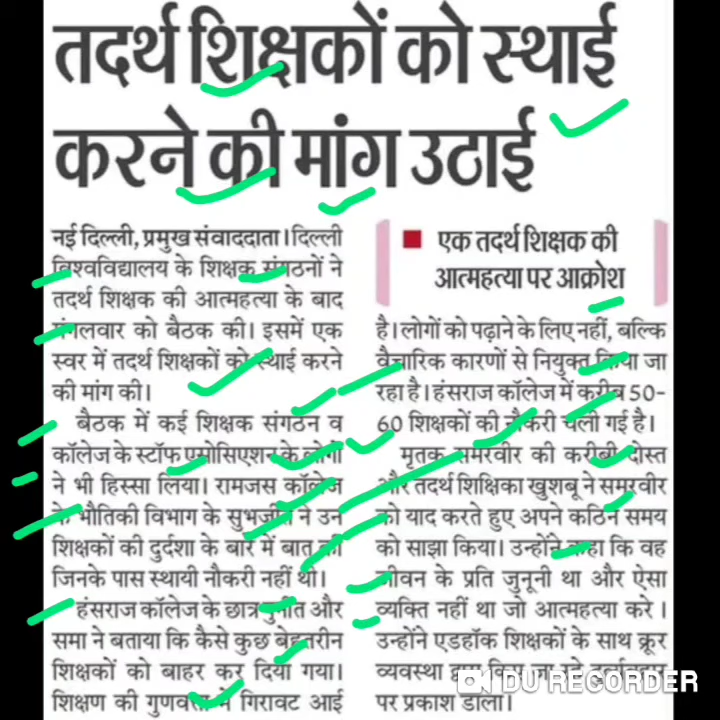 तदर्थ शिक्षकों को स्थाई
करने की मांग उठाई
नई दिल्ली, प्रमुख संवाददाता। दिल्ली
विश्वविद्यालय के शिक्षक संगठनों ने
तदर्थ शिक्षक की आत्महत्या के बाद
मंगलवार को बैठक की। इसमें एक
स्वर में तदर्थ शिक्षकों को स्थाई करने
की मांग की।
बैठक में कई शिक्षक संगठन व
कॉलेज के स्टॉफ एसोसिएशन के लोगों
ने भी हिस्सा लिया। रामजस कॉलेज
के भौतिकी विभाग के सुभजीत ने उन
शिक्षकों की दुर्दशा के बारे में बात की
जिनके पास स्थायी नौकरी नहीं थी।
हंसराज कॉलेज के छात्र पुनीत और
समा ने बताया कि कैसे कुछ बेहतरीन
शिक्षकों को बाहर कर दिया गया।
शिक्षण की गुणवत्ता में गिरावट आई
एक तदर्थ शिक्षक की
आत्महत्या पर आक्रोश
है। लोगों को पढ़ाने के लिए नहीं, बल्कि
वैचारिक कारणों से नियुक्त किया जा
रहा है। हंसराज कॉलेज में करीब 50-
60 शिक्षकों की नौकरी चली गई है।
मृतक समरवीर की करीबी दोस्त
और तदर्थ शिक्षिका खुशबू ने समरवीर
को याद करते हुए अपने कठिन समय
को साझा किया। उन्होंने कहा कि वह
जीवन के प्रति जुनूनी था और ऐसा
व्यक्ति नहीं था जो आत्महत्या करे।
उन्होंने एडहॉक शिक्षकों के साथ क्रूर
व्यवस्था द्वारा किए जा रहे दुर्व्यवहार
पर प्रकाश डाला।
DU RECORDER